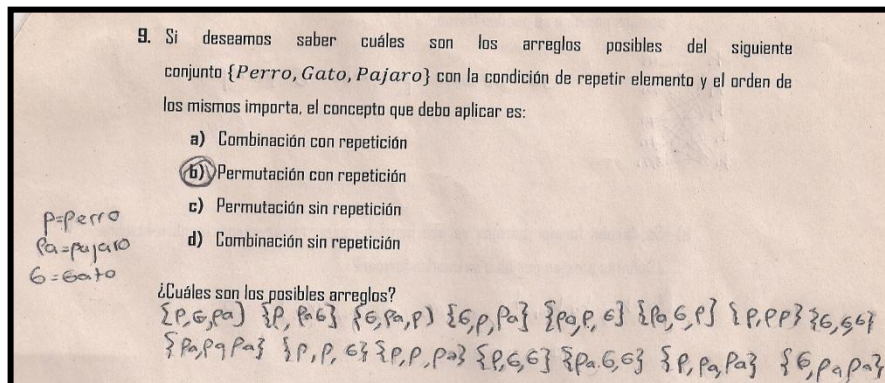 9. Si deseamos saber cuáles son los arreglos posibles del siguiente
conjunto {Perro, Gato, Pajaro} con la condición de repetir elemento y el orden de
los mismos importa, el concepto que debo aplicar es:
a) Combinación con repetición
b) Permutación con repetición
c) Permutación sin repetición
d) Combinación sin repetición
P=Perro
Pa=pajaro
G=Gato
¿Cuáles son los posibles arreglos?
{P,G,Pa} {P, PaG} {G,Pa,P} {G,P,Pa} {Pa,P, G} {Pa,G,P} {P,PP} {G,G,G}
{Pa,Pa Pa} {P,P, G} {P,P,Pa} {P,G,G} {Pa.G,G} {P, Pa,Pa} {G,PaPa}